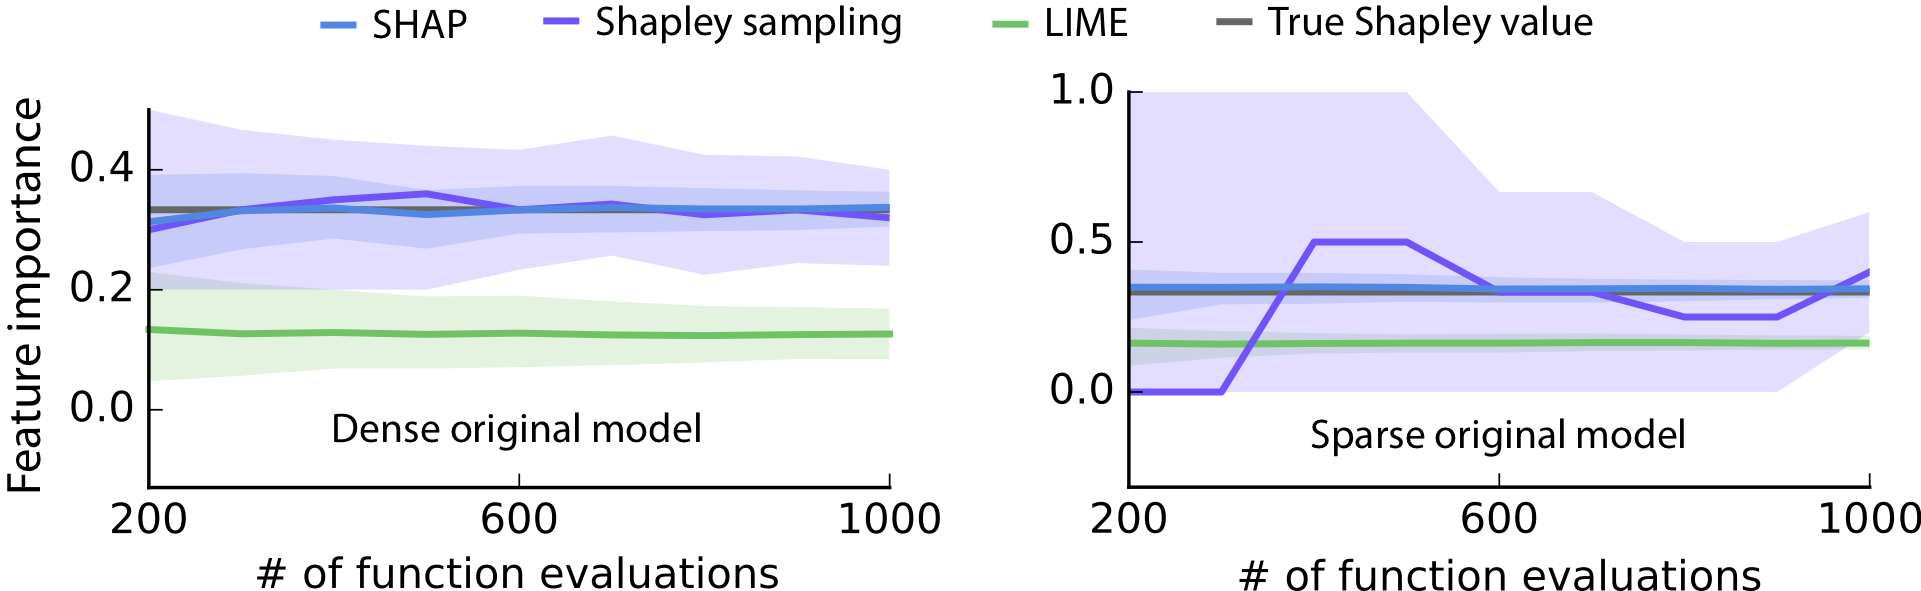 SHAP Shapley sampling LIME True Shapley value
Feature importance
0.4
0.2
0.0
Dense original model
200 600 1000
# of function evaluations
1.0
0.5
0.0
Sparse original model
200 600 1000
# of function evaluations